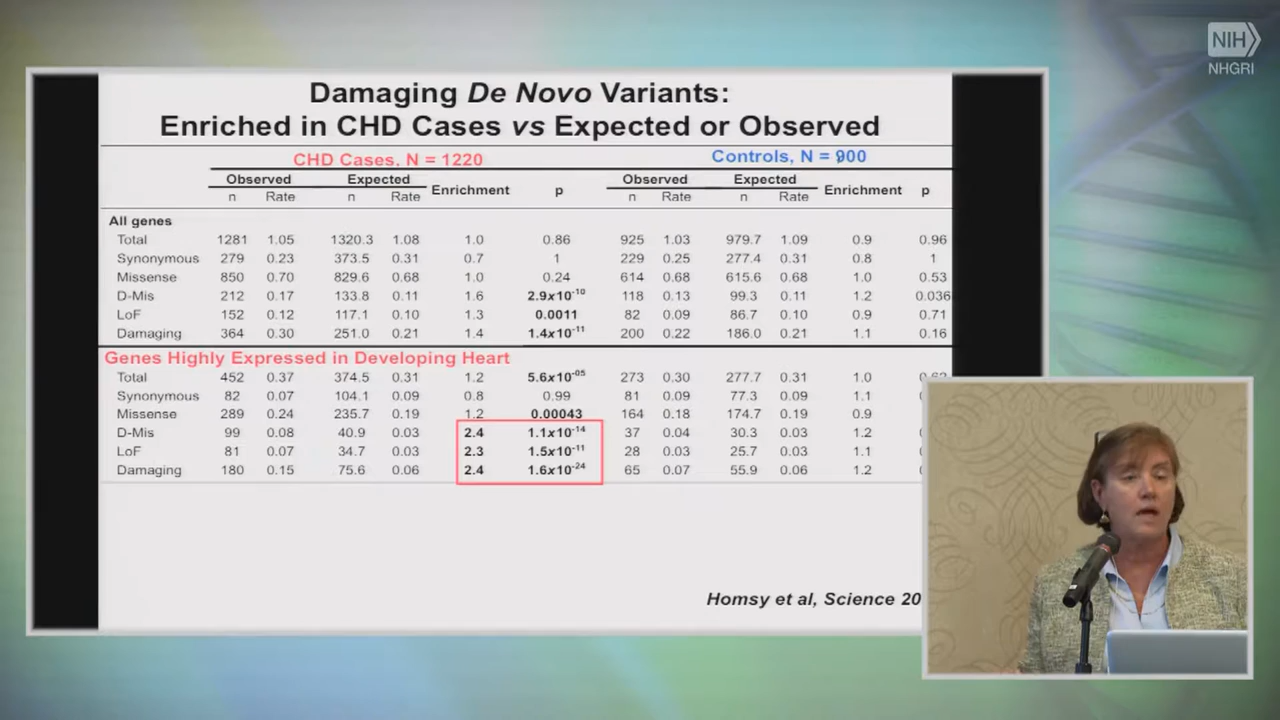 NIH
NHGRI
Damaging De Novo Variants:
Enriched in CHD Cases vs Expected or Observed
CHD Cases, N = 1220 Controls, N = 900
Observed Expected Enrichment p Observed Expected Enrichment p
n Rate n Rate n Rate n Rate
All genes
Total 1281 1.05 1320.3 1.08 1.0 0.86 925 1.03 979.7 1.09 0.9 0.96
Synonymous 279 0.23 373.5 0.31 0.7 1 229 0.25 277.4 0.31 0.8 1
Missense 850 0.70 829.6 0.68 1.0 0.24 614 0.68 615.6 0.68 1.0 0.53
D-Mis 212 0.17 133.8 0.11 1.6 2.9x10⁻¹⁰ 118 0.13 99.3 0.11 1.2 0.036
LoF 152 0.12 117.1 0.10 1.3 0.0011 82 0.09 86.7 0.10 0.9 0.71
Damaging 364 0.30 251.0 0.21 1.4 1.4x10⁻¹¹ 200 0.22 186.0 0.21 1.1 0.16
Genes Highly Expressed in Developing Heart
Total 452 0.37 374.5 0.31 1.2 5.6x10⁻⁰⁵ 273 0.30 277.7 0.31 1.0
Synonymous 82 0.07 104.1 0.09 0.8 0.99 81 0.09 77.3 0.09 1.1
Missense 289 0.24 235.7 0.19 1.2 0.00043 164 0.18 174.7 0.19 0.9
D-Mis 99 0.08 40.9 0.03 2.4 1.1x10⁻¹⁴ 37 0.04 30.3 0.03 1.2
LoF 81 0.07 34.7 0.03 2.3 1.5x10⁻¹¹ 28 0.03 25.7 0.03 1.1
Damaging 180 0.15 75.6 0.06 2.4 1.6x10⁻²⁴ 65 0.07 55.9 0.06 1.2
Homsy et al, Science 20